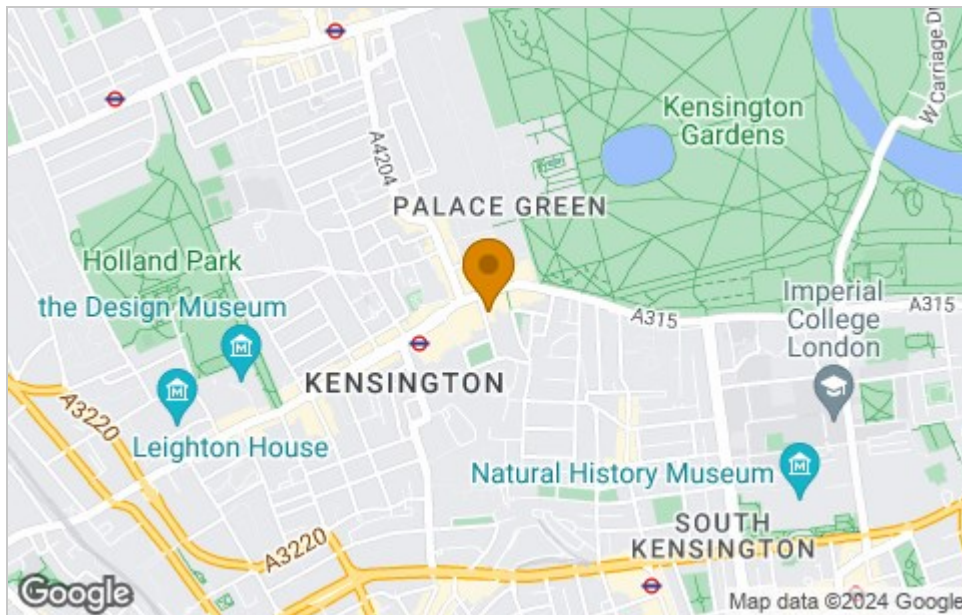 W Carriage Dr
Kensington
Gardens
A4204
PALACE GREEN
Holland Park
the Design Museum
Imperial
College
London
A315
A315
KENSINGTON
A3220
Leighton House
Natural History Museum
SOUTH
KENSINGTON
A3220
Google
Map data ©2024 Google